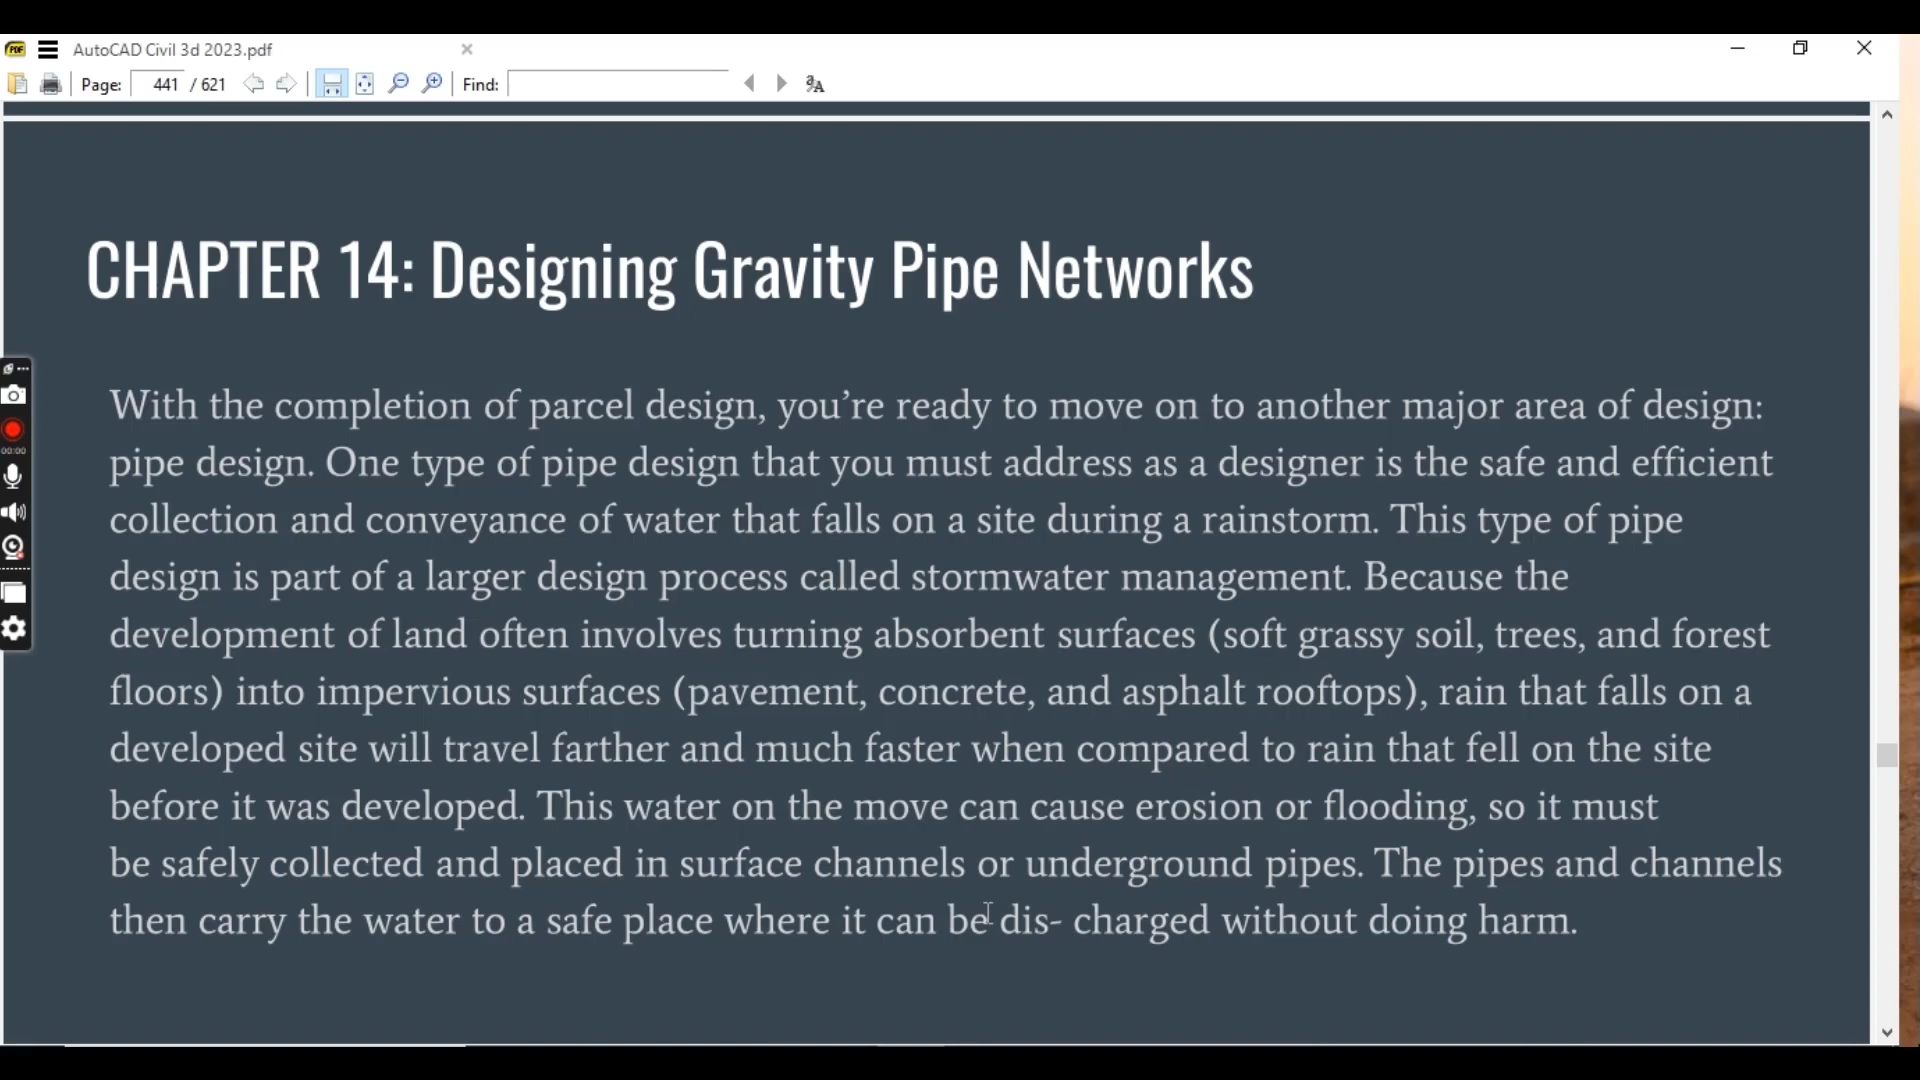 PDF AutoCAD Civil 3d 2023.pdf
Page: 441 / 621 Find:
CHAPTER 14: Designing Gravity Pipe Networks
With the completion of parcel design, you’re ready to move on to another major area of design:
pipe design. One type of pipe design that you must address as a designer is the safe and efficient
collection and conveyance of water that falls on a site during a rainstorm. This type of pipe
design is part of a larger design process called stormwater management. Because the
development of land often involves turning absorbent surfaces (soft grassy soil, trees, and forest
floors) into impervious surfaces (pavement, concrete, and asphalt rooftops), rain that falls on a
developed site will travel farther and much faster when compared to rain that fell on the site
before it was developed. This water on the move can cause erosion or flooding, so it must
be safely collected and placed in surface channels or underground pipes. The pipes and channels
then carry the water to a safe place where it can be dis- charged without doing harm.
00:00